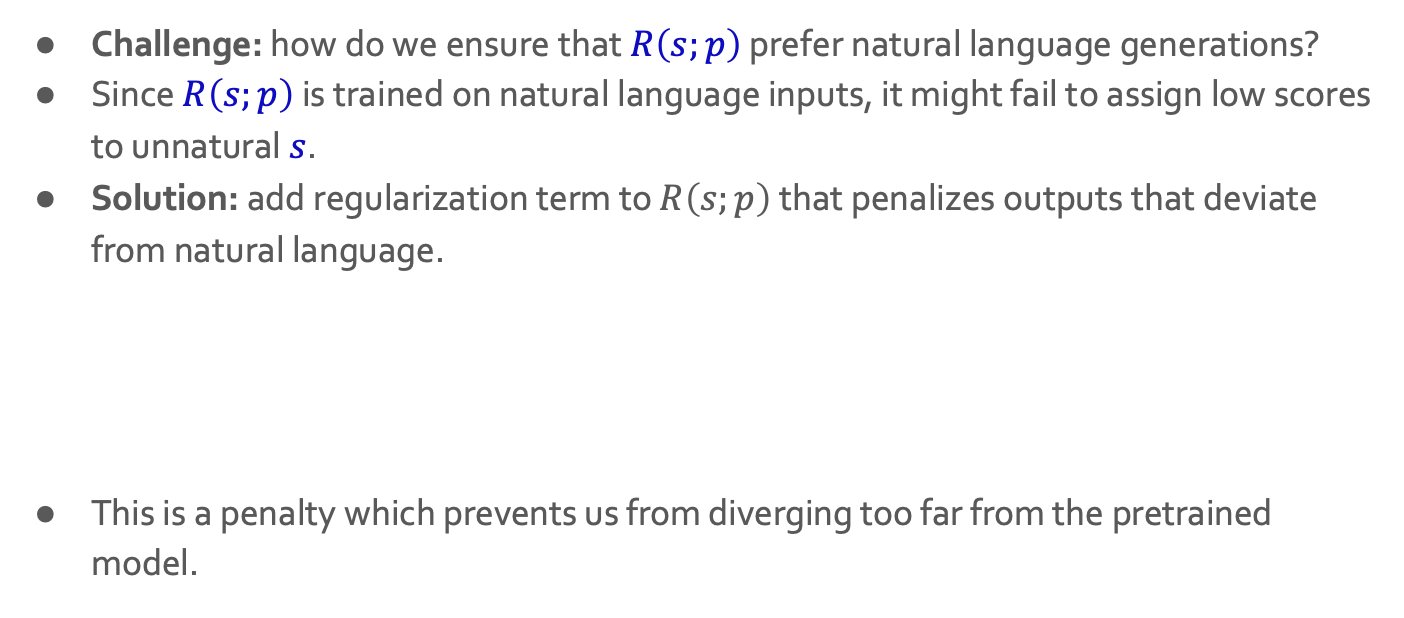 ● Challenge: how do we ensure that R(s; p) prefer natural language generations?
● Since R(s; p) is trained on natural language inputs, it might fail to assign low scores
to unnatural s.
● Solution: add regularization term to R(s; p) that penalizes outputs that deviate
from natural language.
● This is a penalty which prevents us from diverging too far from the pretrained
model.